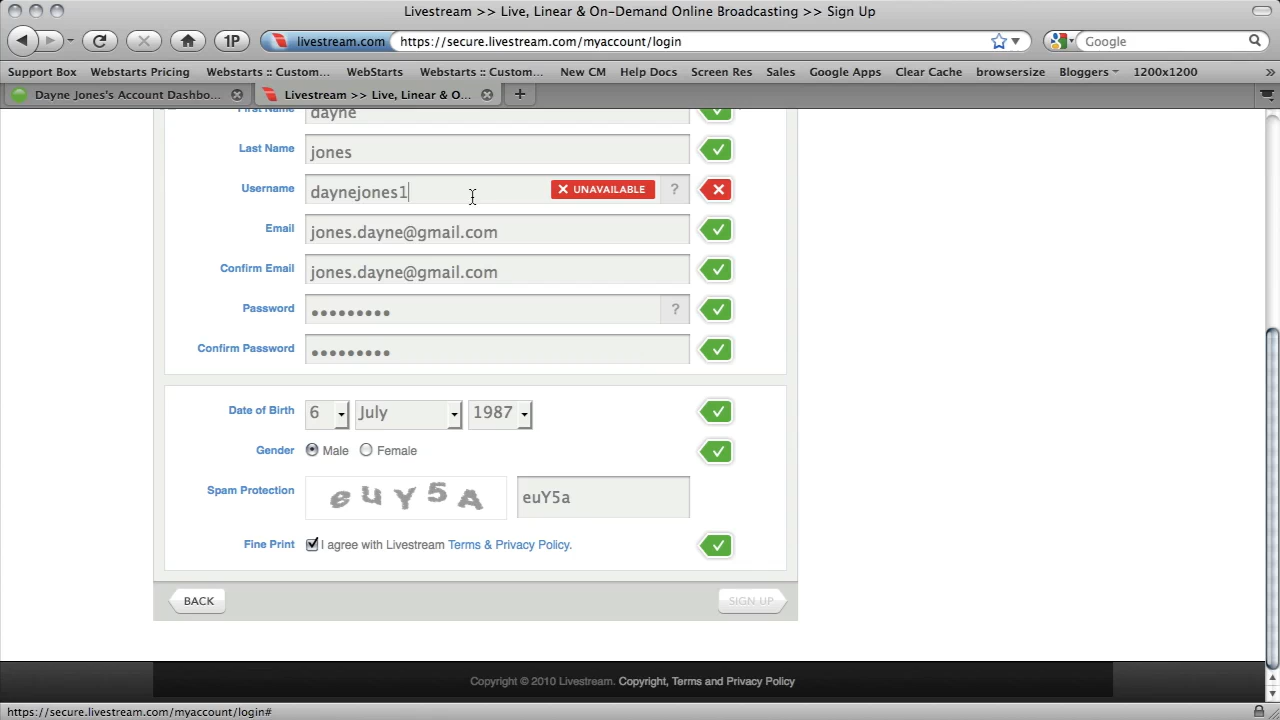 Livestream >> Live, Linear & On-Demand Online Broadcasting >> Sign Up
1P livestream.com https://secure.livestream.com/myaccount/login Google
Support Box Webstarts Pricing Webstarts :: Custom... WebStarts Webstarts :: Custom... New CM Help Docs Screen Res Sales Google Apps Clear Cache browsersize Bloggers 1200x1200 »
Dayne Jones's Account Dashbo... Livestream >> Live, Linear & O...
First Name dayne
Last Name jones
Username daynejones1 UNAVAILABLE ?
Email jones.dayne@gmail.com
Confirm Email jones.dayne@gmail.com
Password ●●●●●●●●● ?
Confirm Password ●●●●●●●●●
Date of Birth 6 July 1987
Gender Male Female
Spam Protection euY5A euY5a
Fine Print I agree with Livestream Terms & Privacy Policy.
BACK SIGN UP
Copyright © 2010 Livestream. Copyright, Terms and Privacy Policy
https://secure.livestream.com/myaccount/login#